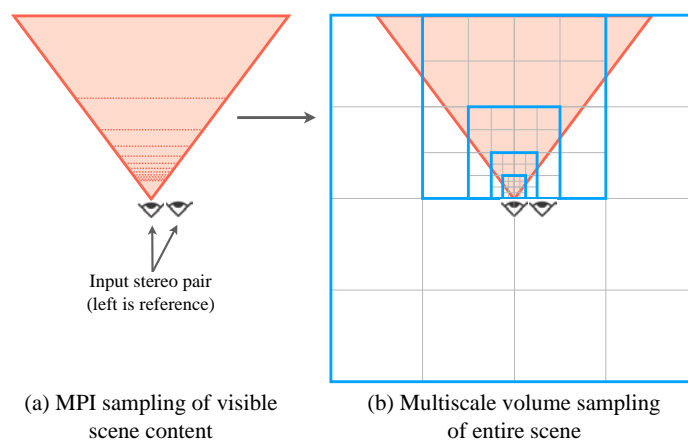 Input stereo pair
(left is reference)
(a) MPI sampling of visible
scene content
(b) Multiscale volume sampling
of entire scene